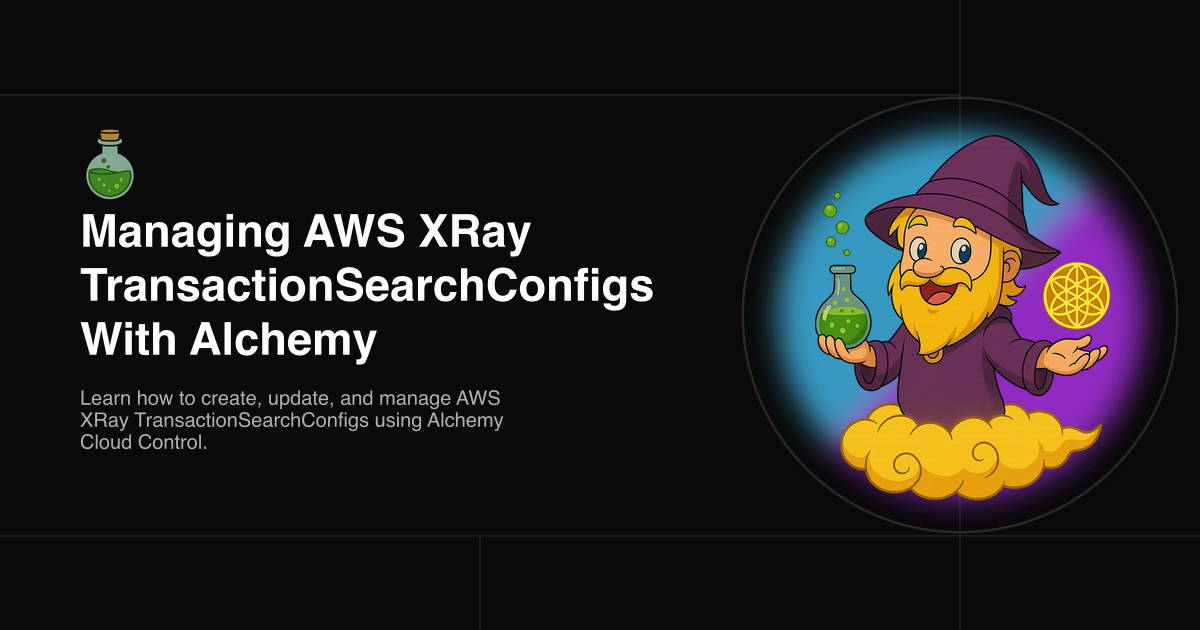 Managing AWS XRay
TransactionSearchConfigs
With Alchemy
Learn how to create, update, and manage AWS
XRay TransactionSearchConfigs using Alchemy
Cloud Control.